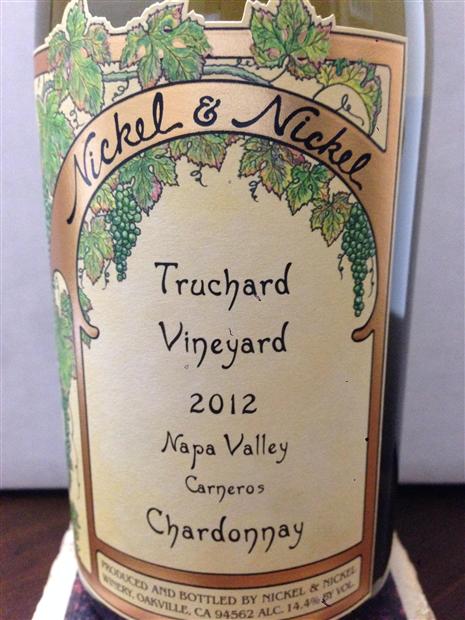 Nickel & Nickel
Truchard
Vineyard
2012
Napa Valley
Carneros
Chardonnay
PRODUCED AND BOTTLED BY NICKEL & NICKEL
WINERY, OAKVILLE, CA 94562 ALC. 14.4% BY VOL.